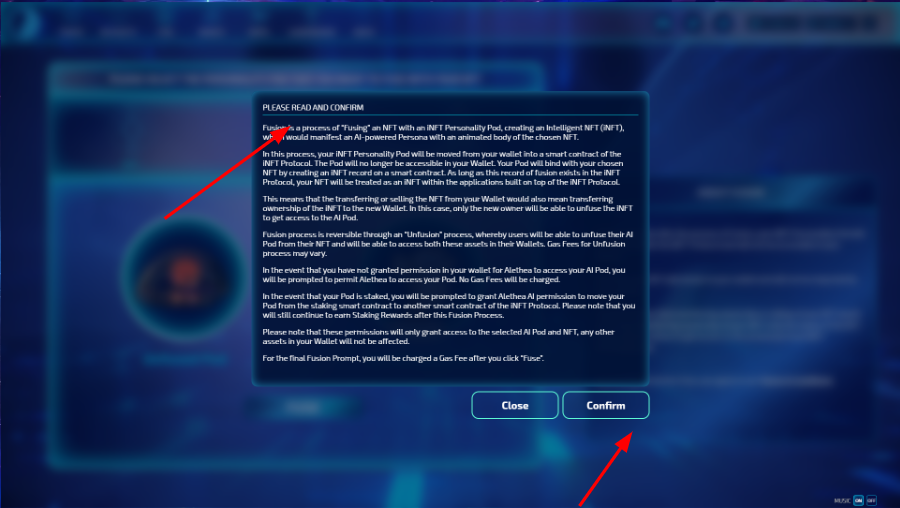 PLEASE READ AND CONFIRM
Fusion is a process of "Fusing" an NFT with an iNFT Personality Pod, creating an Intelligent NFT (iNFT),
would manifest an AI-powered Persona with an animated body of the chosen NFT.
In this process, your iNFT Personality Pod will be moved from your wallet into a smart contract of the
iNFT Protocol. The Pod will no longer be accessible in your Wallet. Your Pod will bind with your chosen
NFT by creating an iNFT record on a smart contract. As long as this record of fusion exists in the iNFT
Protocol, your NFT will be treated as an iNFT within the applications built on top of the iNFT Protocol.
This means that the transferring or selling the NFT from your Wallet would also mean transferring
ownership of the iNFT to the new Wallet. In this case, only the new owner will be able to unfuse the iNFT
to get access to the AI Pod.
Fusion process is reversible through an "Unfusion" process, whereby users will be able to unfuse their AI
Pod from their NFT and will be able to access both these assets in their Wallets. Gas Fees for Unfusion
process may vary.
In the event that you have not granted permission in your wallet for Alethea to access your AI Pod, you
will be prompted to permit Alethea to access your Pod. No Gas Fees will be charged.
In the event that your Pod is staked, you will be prompted to grant Alethea AI permission to move your
Pod from the staking smart contract to another smart contract of the iNFT Protocol. Please note that you
will still continue to earn Staking Rewards after this Fusion Process.
Please note that these permissions will only grant access to the selected AI Pod and NFT, any other
assets in your Wallet will not be affected.
For the final Fusion Prompt, you will be charged a Gas Fee after you click "Fuse".
Close Confirm
MUSIC ON OFF